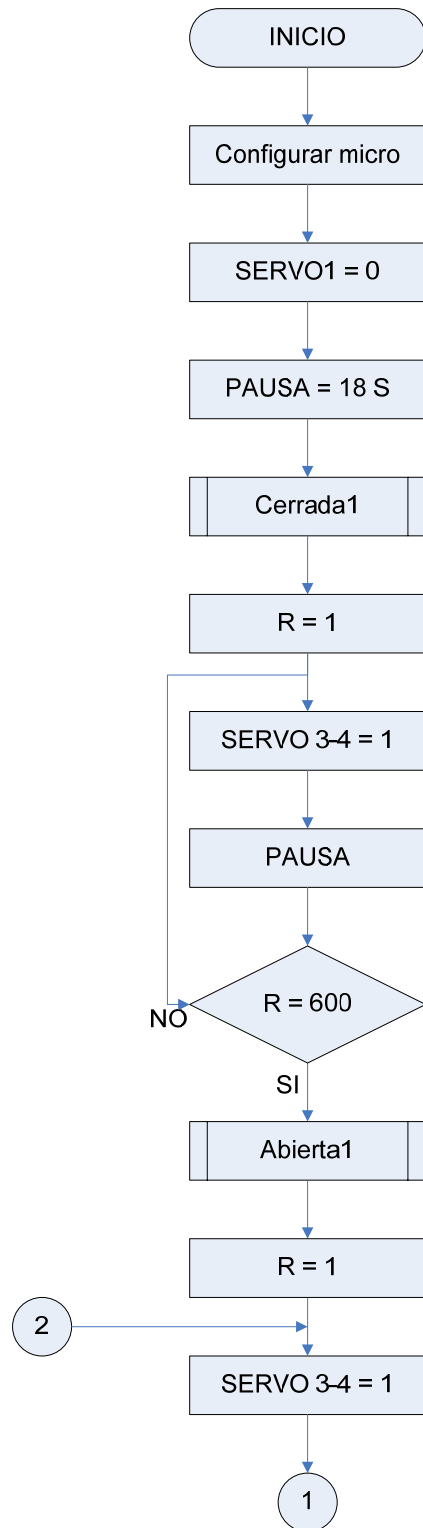 INICIO
Configurar micro
SERVO1 = 0
PAUSA = 18 S
Cerrada1
R = 1
SERVO 3-4 = 1
PAUSA
R = 600
NO
SI
Abierta1
R = 1
2
SERVO 3-4 = 1
1